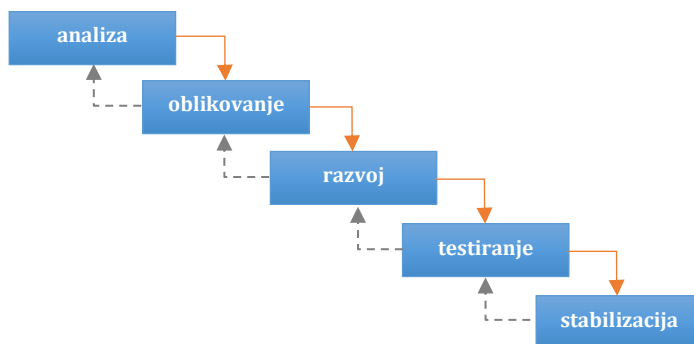 analiza
oblikovanje
razvoj
testiranje
stabilizacija